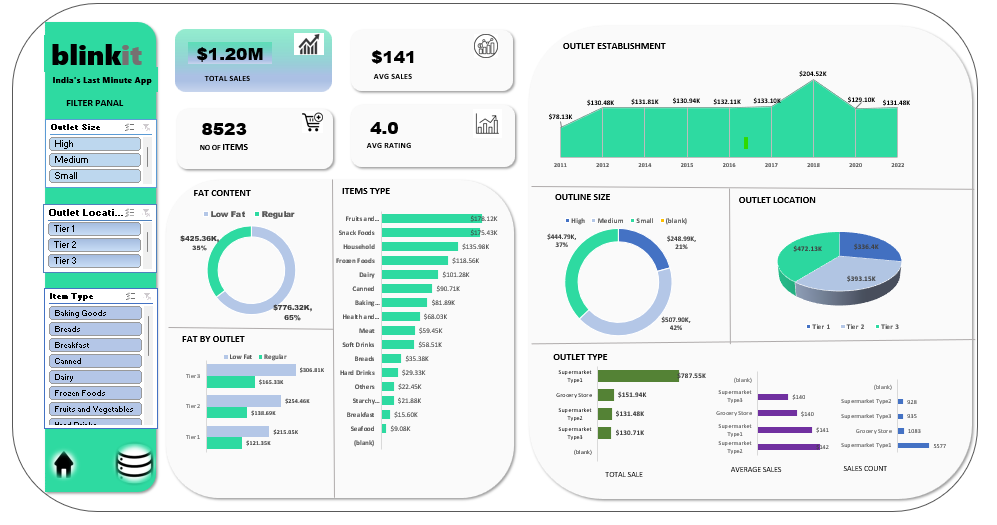 blinkit
India's Last Minute App
FILTER PANAL
Outlet Size
High
Medium
Small
Outlet Locati...
Tier 1
Tier 2
Tier 3
Item Type
Baking Goods
Breads
Breakfast
Canned
Dairy
Frozen Foods
Fruits and Vegetables
Hard Drinks
$1.20M
TOTAL SALES
$141
AVG SALES
8523
NO OF ITEMS
4.0
AVG RATING
FAT CONTENT
Low Fat Regular
$425.36K,
35%
$776.32K,
65%
FAT BY OUTLET
Low Fat Regular
Tier 3
$306.81K
$165.33K
Tier 2
$254.46K
$138.69K
Tier 1
$215.05K
$121.35K
ITEMS TYPE
Fruits and... $178.12K
Snack Foods $175.43K
Household $135.98K
Frozen Foods $118.56K
Dairy $101.28K
Canned $90.71K
Baking... $81.89K
Health and... $68.03K
Meat $59.45K
Soft Drinks $58.51K
Breads $35.38K
Hard Drinks $29.33K
Others $22.45K
Starchy... $21.88K
Breakfast $15.60K
Seafood $9.08K
(blank)
OUTLET ESTABLISHMENT
$78.13K $130.48K $131.81K $130.94K $132.11K $133.10K $204.52K $129.10K $131.48K
2011 2012 2014 2015 2016 2017 2018 2020 2022
OUTLINE SIZE
High Medium Small (blank)
$444.79K,
37%
$248.99K,
21%
$507.90K,
42%
OUTLET LOCATION
$472.13K
$336.4K
$393.15K
Tier 1 Tier 2 Tier 3
OUTLET TYPE
Supermarket
Type1
$787.55K
Grocery Store $151.94K
Supermarket
Type2
$131.48K
Supermarket
Type3
$130.71K
(blank)
TOTAL SALE
(blank)
Supermarket
Type3
$140
Grocery Store $140
Supermarket
Type1
$141
Supermarket
Type2
AVERAGE SALES
(blank)
Supermarket Type2 928
Supermarket Type3 935
Grocery Store 1083
Supermarket Type1 5577
SALES COUNT